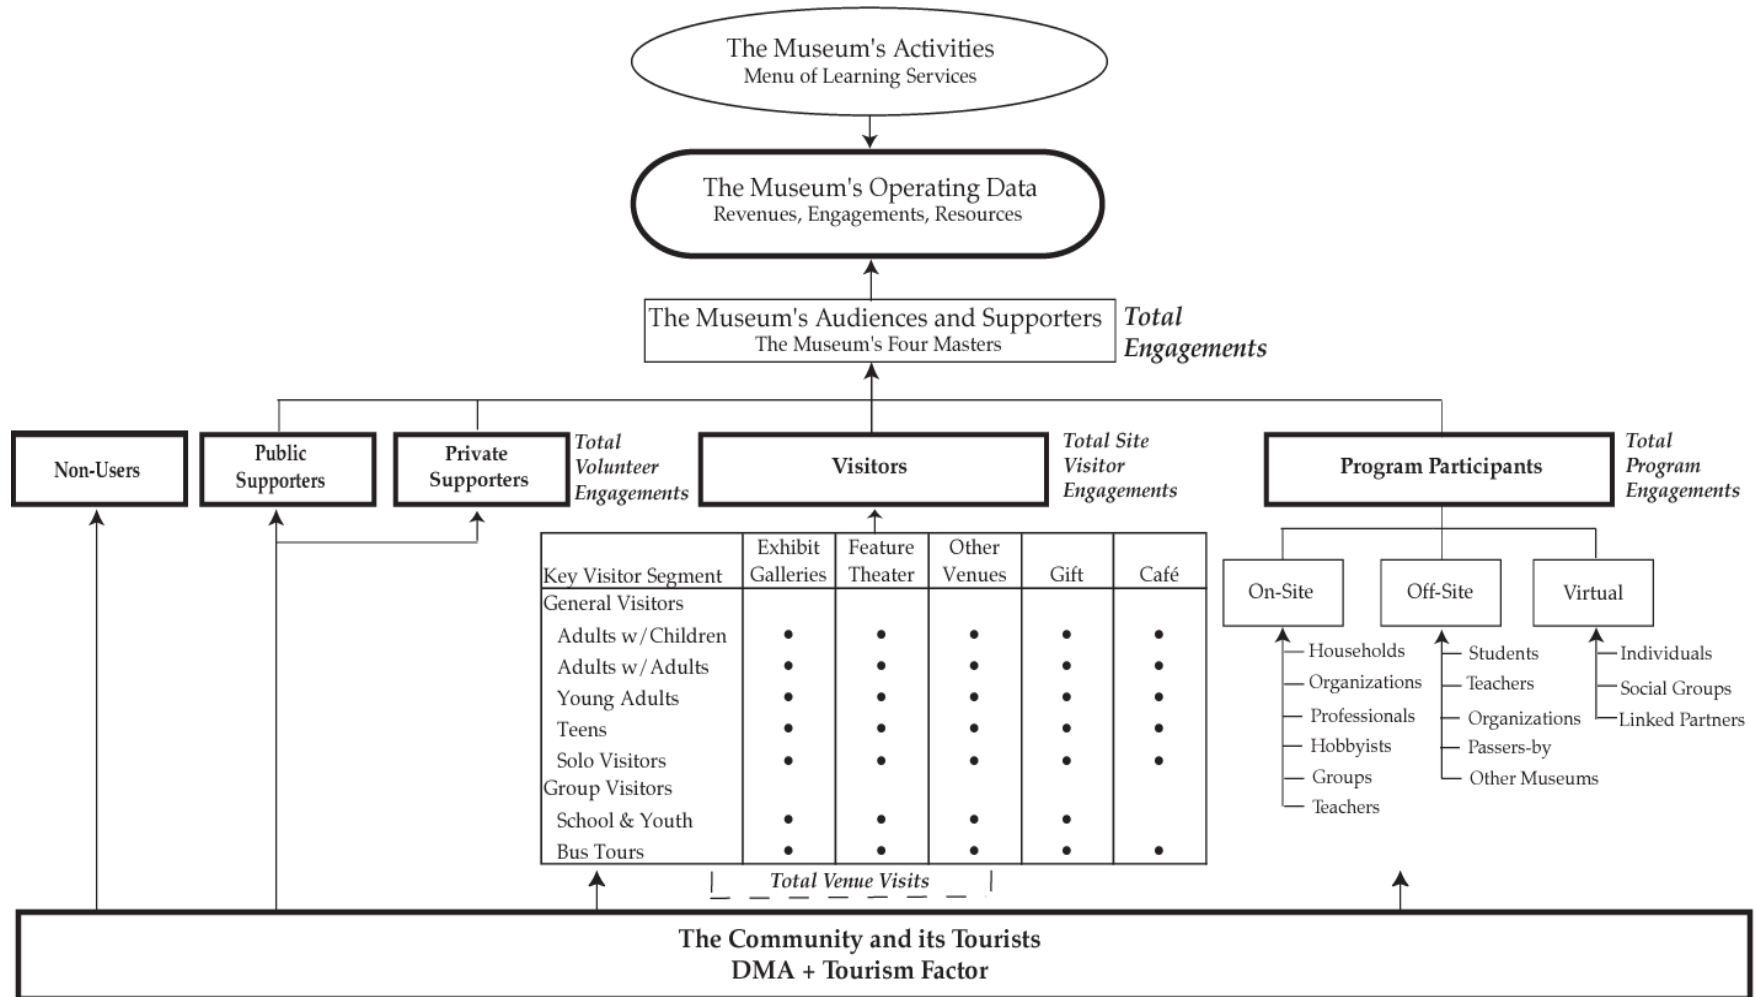 The Museum's Activities
Menu of Learning Services
The Museum's Operating Data
Revenues, Engagements, Resources
The Museum's Audiences and Supporters
The Museum's Four Masters
Total
Engagements
Non-Users
Public
Supporters
Private
Supporters
Total
Volunteer
Engagements
Visitors
Total Site
Visitor
Engagements
Program Participants
Total
Program
Engagements
Key Visitor Segment
Exhibit
Galleries
Feature
Theater
Other
Venues
Gift
Café
General Visitors
Adults w/Children • • • • •
Adults w/Adults • • • • •
Young Adults • • • • •
Teens • • • • •
Solo Visitors • • • • •
Group Visitors
School & Youth • • • •
Bus Tours • • • • •
Total Venue Visits
On-Site
Households
Organizations
Professionals
Hobbyists
Groups
Teachers
Off-Site
Students
Teachers
Organizations
Passers-by
Other Museums
Virtual
Individuals
Social Groups
Linked Partners
The Community and its Tourists
DMA + Tourism Factor